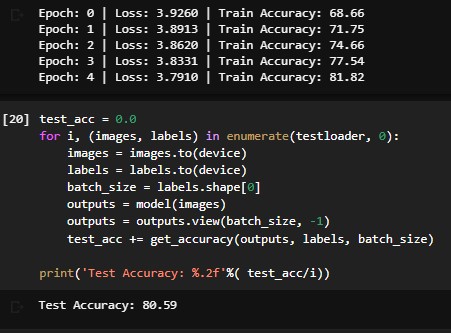 Epoch: 0 | Loss: 3.9260 | Train Accuracy: 68.66
Epoch: 1 | Loss: 3.8913 | Train Accuracy: 71.75
Epoch: 2 | Loss: 3.8620 | Train Accuracy: 74.66
Epoch: 3 | Loss: 3.8331 | Train Accuracy: 77.54
Epoch: 4 | Loss: 3.7910 | Train Accuracy: 81.82
[20] test_acc = 0.0
for i, (images, labels) in enumerate(testloader, 0):
    images = images.to(device)
    labels = labels.to(device)
    batch_size = labels.shape[0]
    outputs = model(images)
    outputs = outputs.view(batch_size, -1)
    test_acc += get_accuracy(outputs, labels, batch_size)
print('Test Accuracy: %.2f'%( test_acc/i))
Test Accuracy: 80.59